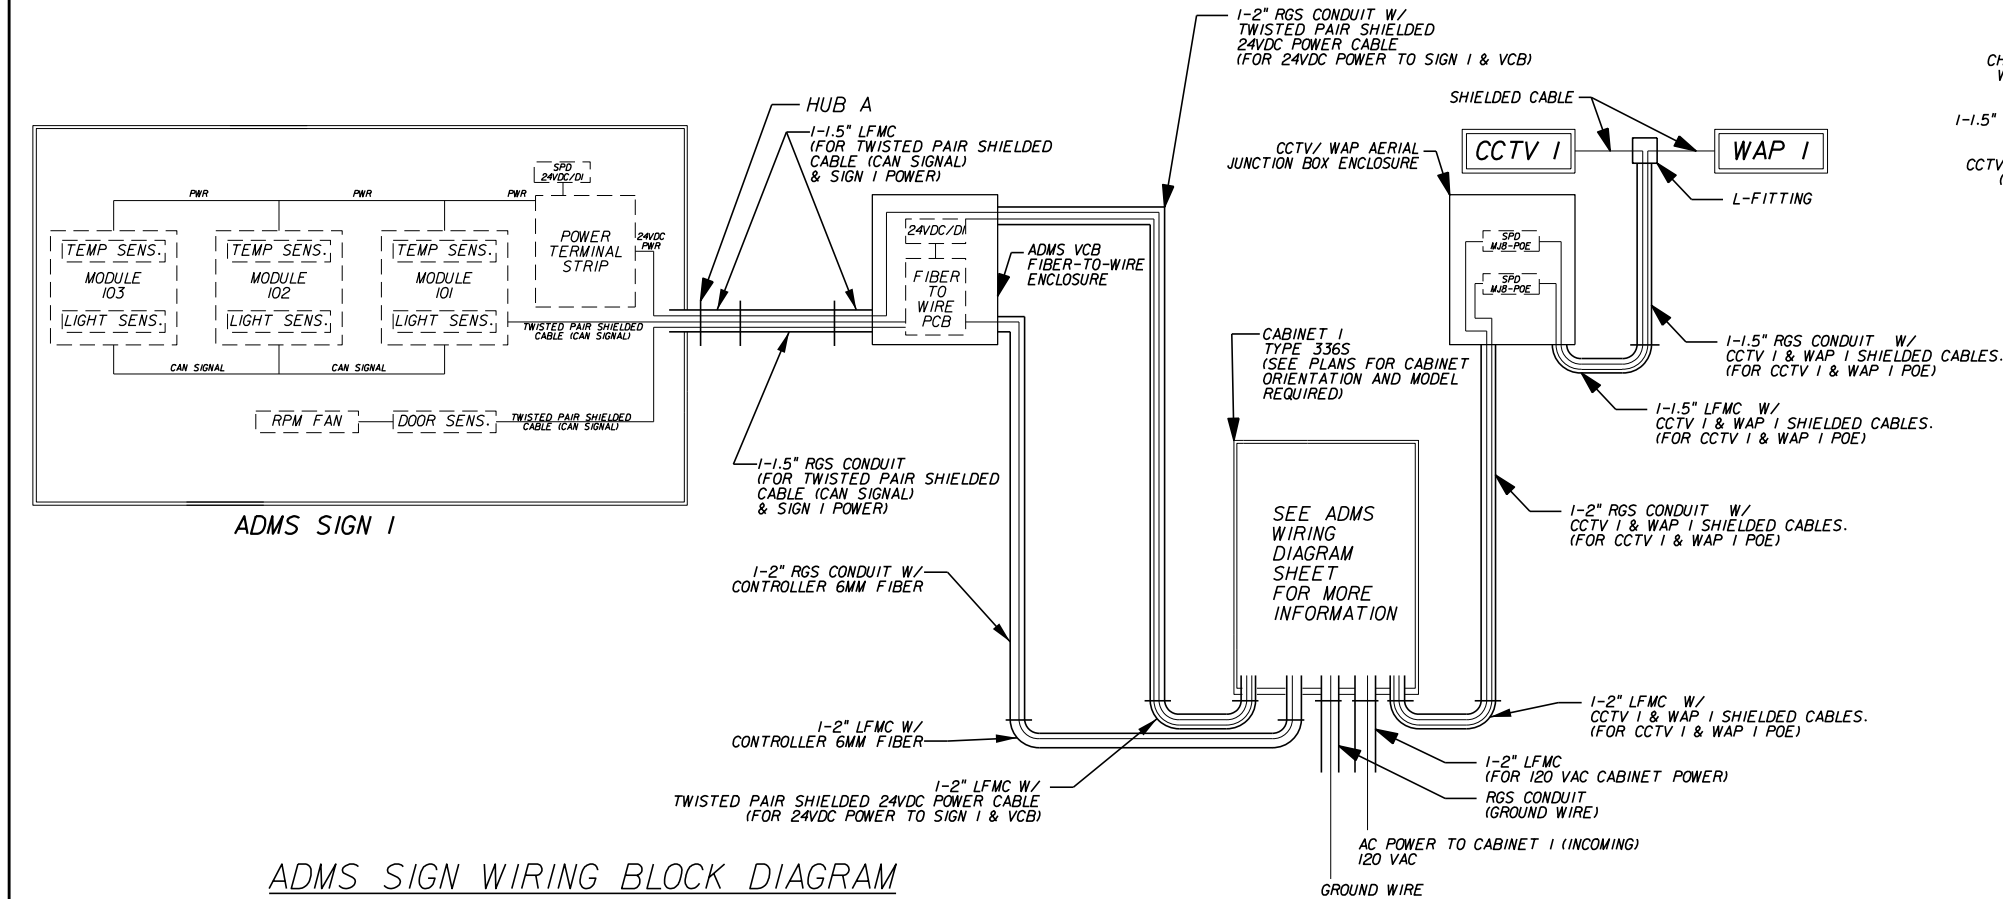 1-2" RGS CONDUIT W/
TWISTED PAIR SHIELDED
24VDC POWER CABLE
(FOR 24VDC POWER TO SIGN 1 & VCB)
SHIELDED CABLE
CCTV 1
WAP 1
CCTV/ WAP AERIAL
JUNCTION BOX ENCLOSURE
L-FITTING
CH
W
1-1.5"
CCTV
(
HUB A
1-1.5" LFMC
(FOR TWISTED PAIR SHIELDED
CABLE (CAN SIGNAL)
& SIGN 1 POWER)
SPD
24VDC/DI
PWR
PWR
PWR
POWER
TERMINAL
STRIP
24VDC
PWR
TEMP SENS.
MODULE
103
LIGHT SENS.
TEMP SENS.
MODULE
102
LIGHT SENS.
TEMP SENS.
MODULE
101
LIGHT SENS.
TWISTED PAIR SHIELDED
CABLE (CAN SIGNAL)
CAN SIGNAL
CAN SIGNAL
RPM FAN
DOOR SENS.
TWISTED PAIR SHIELDED
CABLE (CAN SIGNAL)
ADMS SIGN 1
24VDC/DI
FIBER
TO
WIRE
PCB
ADMS VCB
FIBER-TO-WIRE
ENCLOSURE
SPD
MJ8-POE
SPD
MJ8-POE
1-1.5" RGS CONDUIT W/
CCTV 1 & WAP 1 SHIELDED CABLES.
(FOR CCTV 1 & WAP 1 POE)
1-1.5" LFMC W/
CCTV 1 & WAP 1 SHIELDED CABLES.
(FOR CCTV 1 & WAP 1 POE)
CABINET 1
TYPE 336S
(SEE PLANS FOR CABINET
ORIENTATION AND MODEL
REQUIRED)
1-1.5" RGS CONDUIT
(FOR TWISTED PAIR SHIELDED
CABLE (CAN SIGNAL)
& SIGN 1 POWER)
SEE ADMS
WIRING
DIAGRAM
SHEET
FOR MORE
INFORMATION
1-2" RGS CONDUIT W/
CCTV 1 & WAP 1 SHIELDED CABLES.
(FOR CCTV 1 & WAP 1 POE)
1-2" RGS CONDUIT W/
CONTROLLER 6MM FIBER
1-2" LFMC W/
CONTROLLER 6MM FIBER
1-2" LFMC W/
CCTV 1 & WAP 1 SHIELDED CABLES.
(FOR CCTV 1 & WAP 1 POE)
1-2" LFMC W/
TWISTED PAIR SHIELDED 24VDC POWER CABLE
(FOR 24VDC POWER TO SIGN 1 & VCB)
1-2" LFMC
(FOR 120 VAC CABINET POWER)
RGS CONDUIT
(GROUND WIRE)
AC POWER TO CABINET 1 (INCOMING)
120 VAC
GROUND WIRE
ADMS SIGN WIRING BLOCK DIAGRAM